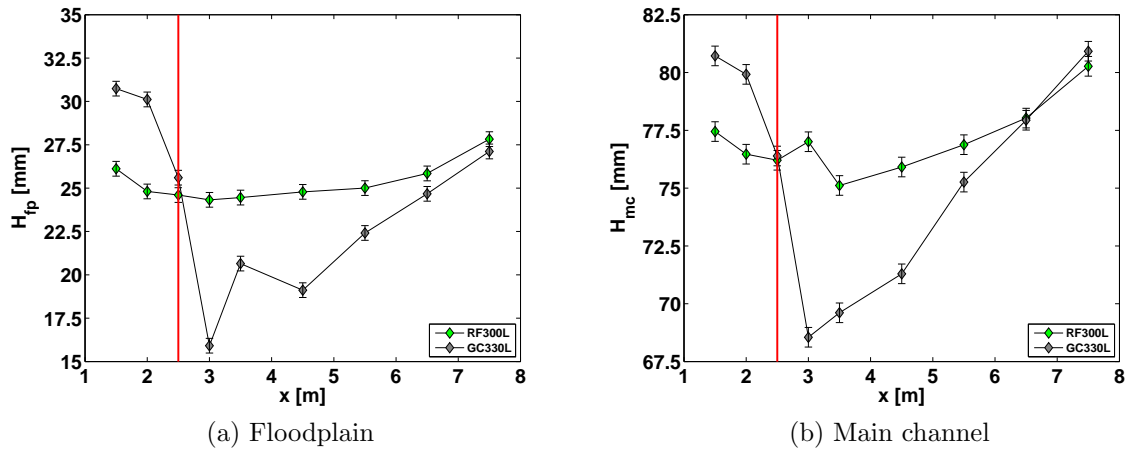 35
32.5
30
27.5
25
22.5
20
17.5
15
H_fp [mm]
1 2 3 4 5 6 7 8
x [m]
RF300L
GC330L
(a) Floodplain
82.5
80
77.5
75
72.5
70
67.5
H_mc [mm]
1 2 3 4 5 6 7 8
x [m]
RF300L
GC330L
(b) Main channel